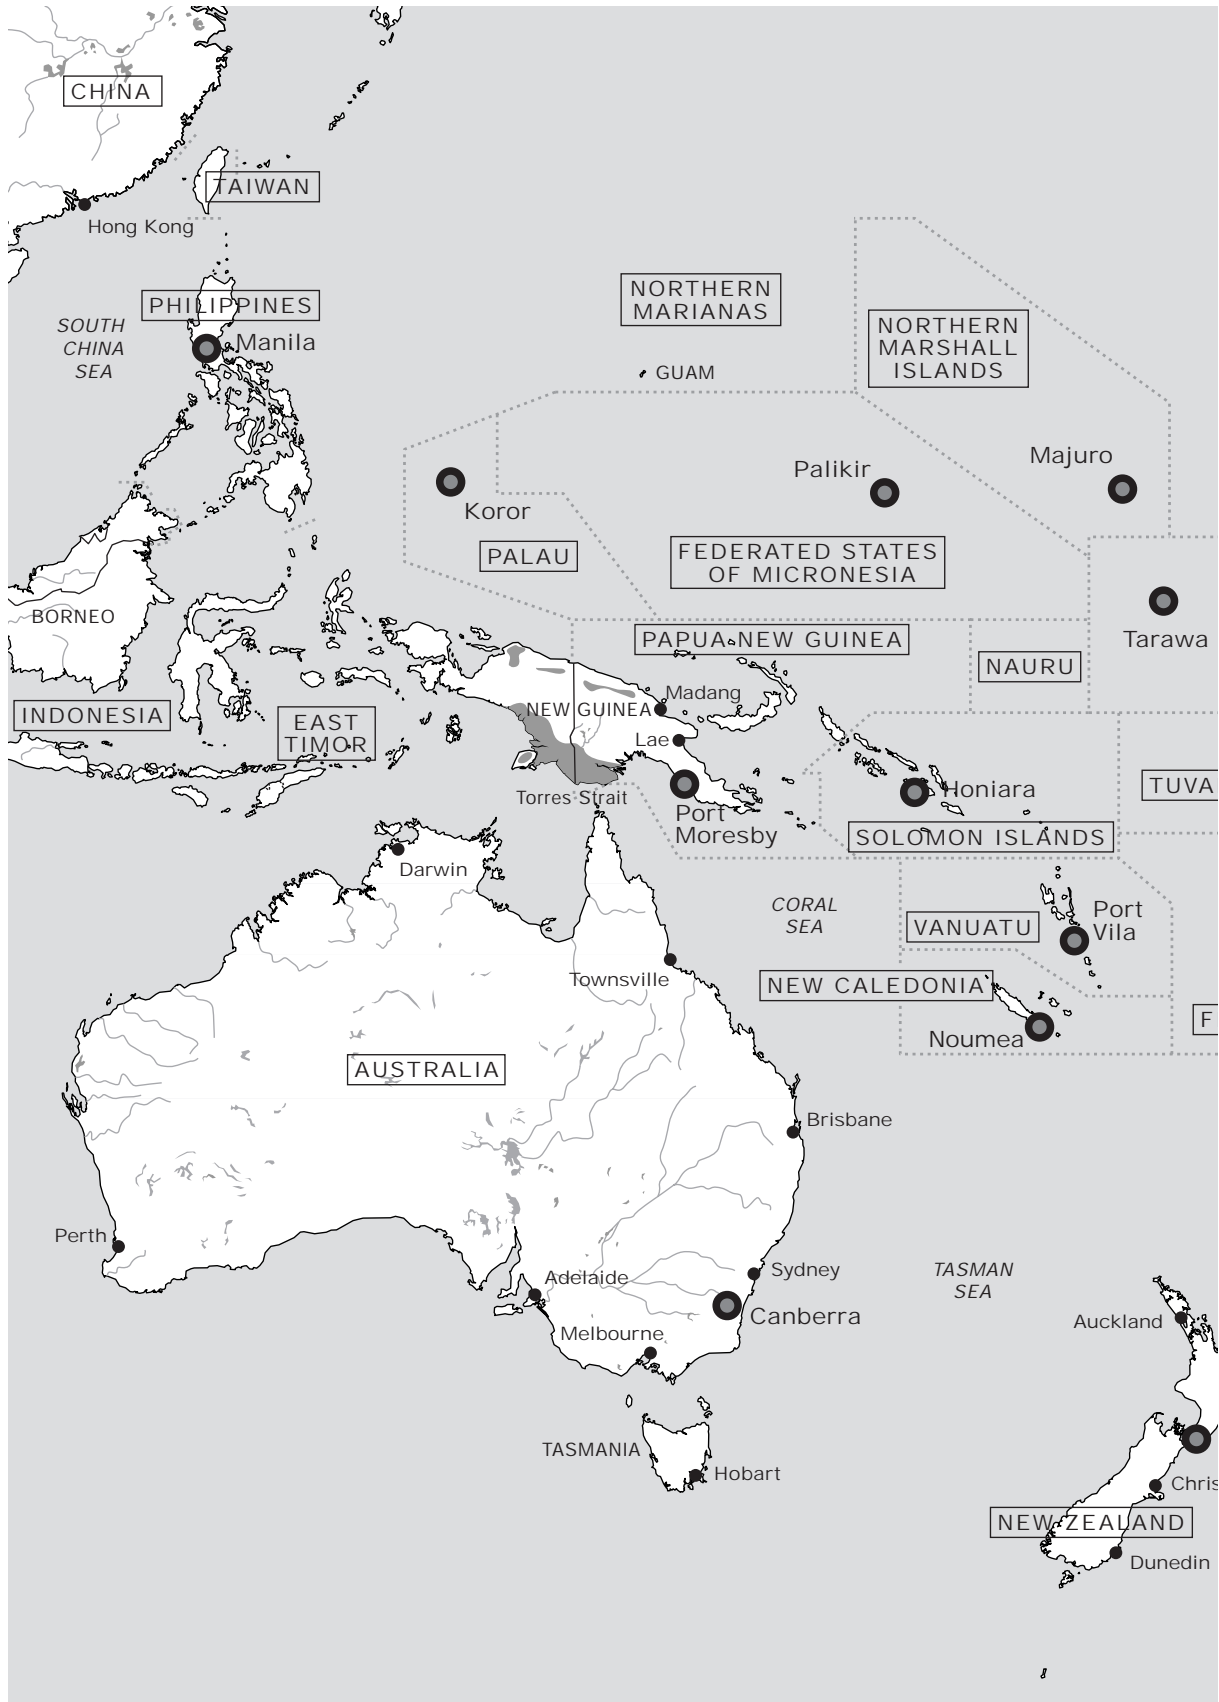 CHINA
TAIWAN
Hong Kong
PHILIPPINES
SOUTH
CHINA
SEA
Manila
NORTHERN
MARIANAS
GUAM
NORTHERN
MARSHALL
ISLANDS
Majuro
Palikir
Koror
PALAU
FEDERATED STATES
OF MICRONESIA
Tarawa
BORNEO
PAPUA NEW GUINEA
NAURU
INDONESIA
EAST
TIMOR
NEW GUINEA
Madang
Lae
Torres Strait
Port
Moresby
Honiara
TUVA
SOLOMON ISLANDS
Darwin
CORAL
SEA
VANUATU
Port
Vila
Townsville
NEW CALEDONIA
Noumea
F
AUSTRALIA
Brisbane
Perth
Adelaide
Sydney
Canberra
Melbourne
TASMAN
SEA
Auckland
TASMANIA
Hobart
Chris
NEW ZEALAND
Dunedin